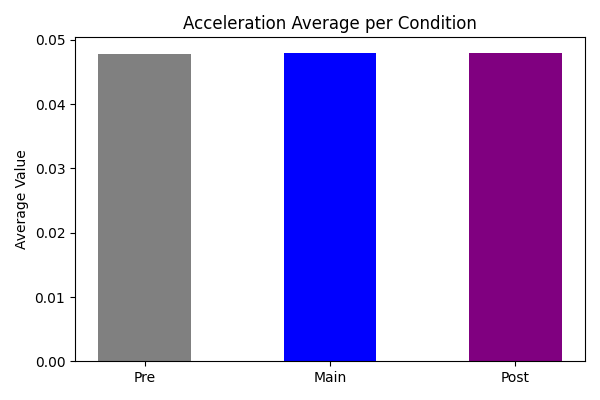 Acceleration Average per Condition
0.05
0.04
0.03
0.02
0.01
0.00
Average Value
Pre
Main
Post